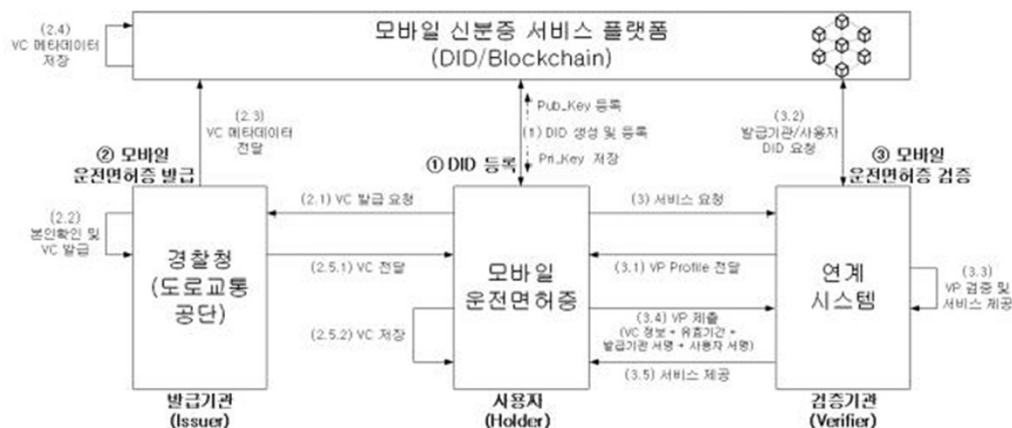 모바일 신분증 서비스 플랫폼
(DID/Blockchain)
(2.4)
VC 메타데이터
저장
(2.3)
VC 메타데이터
전달
Pub_Key 등록
(1) DID 생성 및 등록
Pri_Key 저장
(3.2)
발급기관/사용자
DID 요청
② 모바일
운전면허증 발급
① DID 등록
③ 모바일
운전면허증 검증
(2.1) VC 발급 요청
(3) 서비스 요청
(2.2)
본인확인 및
VC 발급
경찰청
(도로교통
공단)
(2.5.1) VC 전달
모바일
운전면허증
(3.1) VP Profile 전달
연계
시스템
(3.3)
VP 검증 및
서비스 제공
(2.5.2) VC 저장
(3.4) VP 제출
(VC 정보 + 유효기간 +
발급기관 서명 + 사용자 서명)
(3.5) 서비스 제공
발급기관
(Issuer)
사용자
(Holder)
검증기관
(Verifier)